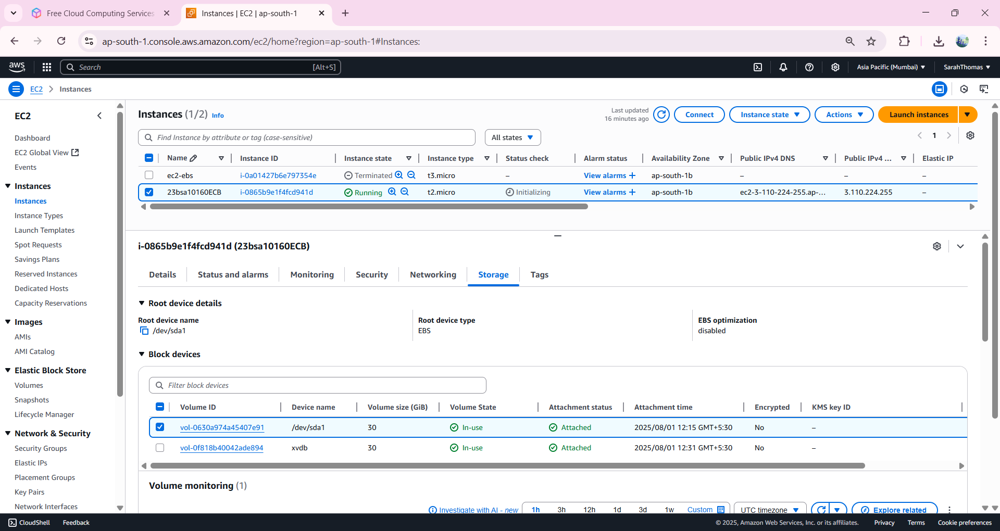 Free Cloud Computing Services
Instances | EC2 | ap-south-1
ap-south-1.console.aws.amazon.com/ec2/home?region=ap-south-1#Instances:
aws
Search
[Alt+S]
Asia Pacific (Mumbai)
SarahThomas
EC2
Instances
EC2
Dashboard
EC2 Global View
Events
Instances
Instances
Instance Types
Launch Templates
Spot Requests
Savings Plans
Reserved Instances
Dedicated Hosts
Capacity Reservations
Images
AMIs
AMI Catalog
Elastic Block Store
Volumes
Snapshots
Lifecycle Manager
Network & Security
Security Groups
Elastic IPs
Placement Groups
Key Pairs
Network Interfaces
Instances (1/2) Info
Last updated
16 minutes ago
Connect
Instance state
Actions
Launch instances
Find Instance by attribute or tag (case-sensitive)
All states
1
Name Instance ID Instance state Instance type Status check Alarm status Availability Zone Public IPv4 DNS Public IPv4 ... Elastic IP
ec2-ebs i-0a01427b6e797354e Terminated t3.micro – View alarms + ap-south-1b – – –
23bsa10160ECB i-0865b9e1f4fcd941d Running t2.micro Initializing View alarms + ap-south-1b ec2-3-110-224-255.ap-... 3.110.224.255 –
i-0865b9e1f4fcd941d (23bsa10160ECB)
Details Status and alarms Monitoring Security Networking Storage Tags
Root device details
Root device name Root device type EBS optimization
/dev/sda1 EBS disabled
Block devices
Filter block devices
Volume ID Device name Volume size (GiB) Volume State Attachment status Attachment time Encrypted KMS key ID
vol-0630a974a45407e91 /dev/sda1 30 In-use Attached 2025/08/01 12:15 GMT+5:30 No –
vol-0f818b40042ade894 xvdb 30 In-use Attached 2025/08/01 12:31 GMT+5:30 No –
Volume monitoring (1)
Investigate with AI - new 1h 3h 12h 1d 3d 1w Custom UTC timezone Explore related
CloudShell Feedback © 2025, Amazon Web Services, Inc. or its affiliates. Privacy Terms Cookie preferences